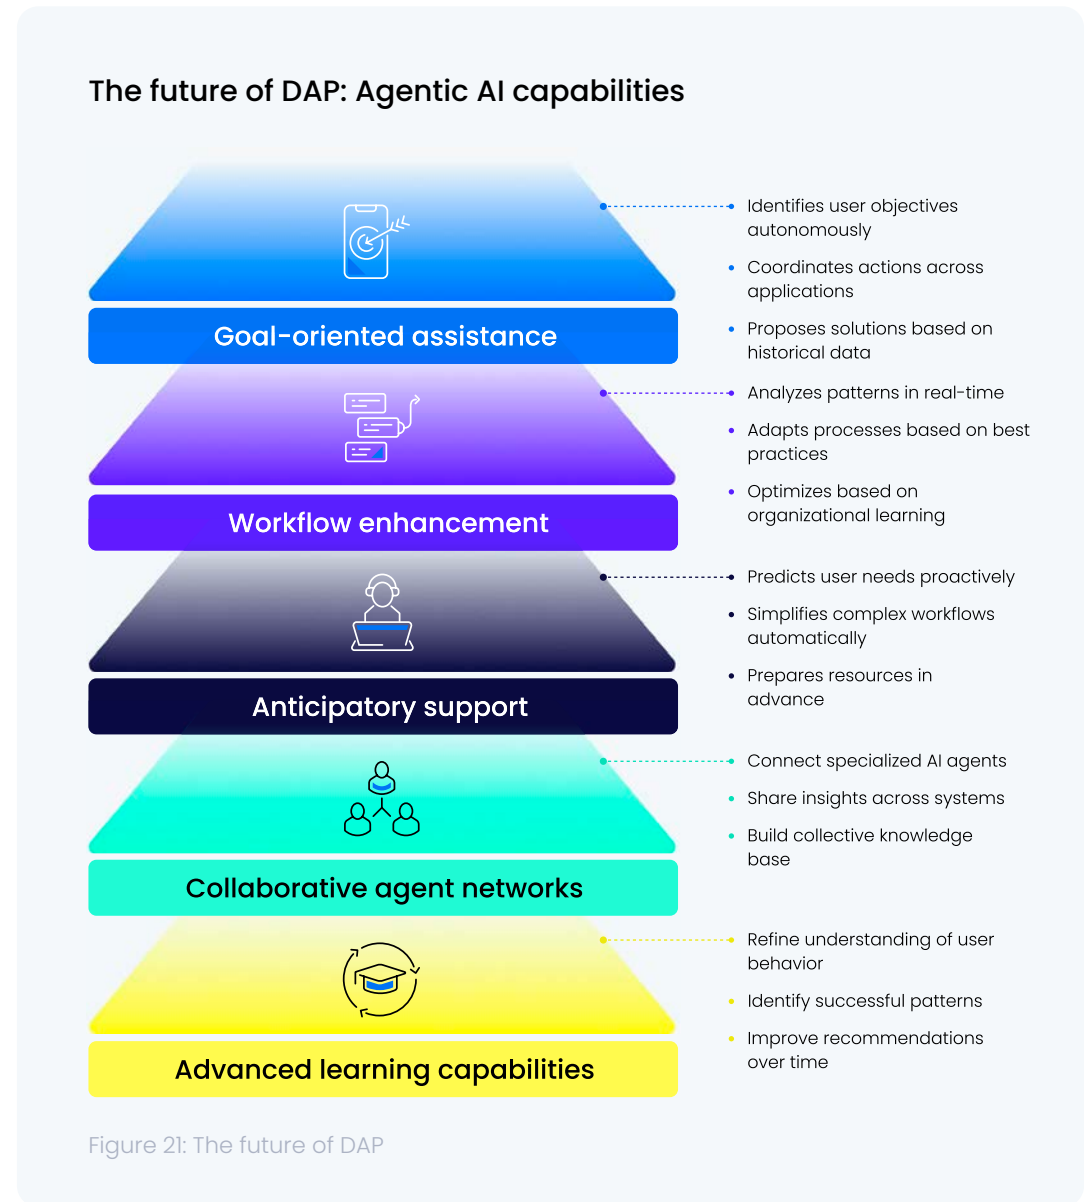 The future of DAP: Agentic AI capabilities
Goal-oriented assistance
Identifies user objectives
autonomously
Coordinates actions across
applications
Proposes solutions based on
historical data
Workflow enhancement
Analyzes patterns in real-time
Adapts processes based on best
practices
Optimizes based on
organizational learning
Anticipatory support
Predicts user needs proactively
Simplifies complex workflows
automatically
Prepares resources in
advance
Collaborative agent networks
Connect specialized AI agents
Share insights across systems
Build collective knowledge
base
Advanced learning capabilities
Refine understanding of user
behavior
Identify successful patterns
Improve recommendations
over time
Figure 21: The future of DAP